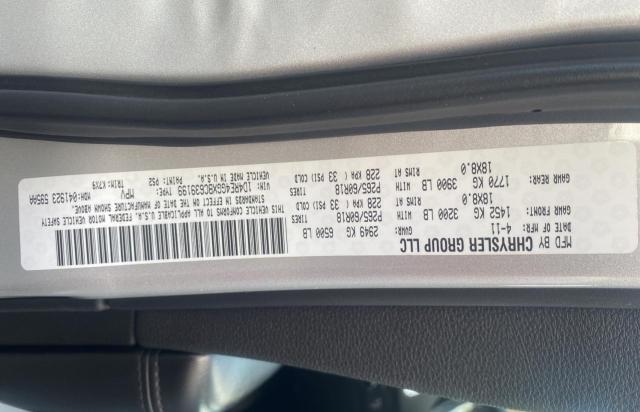 MFD BY CHRYSLER GROUP LLC
DATE OF MFR: 4-11 GVWR: 2949 KG 6500 LB
GAWR FRONT: 1452 KG 3200 LB WITH P265/60R18 TIRES
18X8.0 RIMS AT 228 KPA ( 33 PSI) COLD
GAWR REAR: 1770 KG 3900 LB WITH P265/60R18 TIRES
18X8.0 RIMS AT 228 KPA ( 33 PSI) COLD
THIS VEHICLE CONFORMS TO ALL APPLICABLE U.S.A. FEDERAL MOTOR VEHICLE SAFETY
STANDARDS IN EFFECT ON THE DATE OF MANUFACTURE SHOWN ABOVE.
VIN: 1D4RE4GGXBC639199 TYPE: MPV MDH:041923 595AA
VEHICLE MADE IN U.S.A. PAINT: PS2 TRIM:K7X9